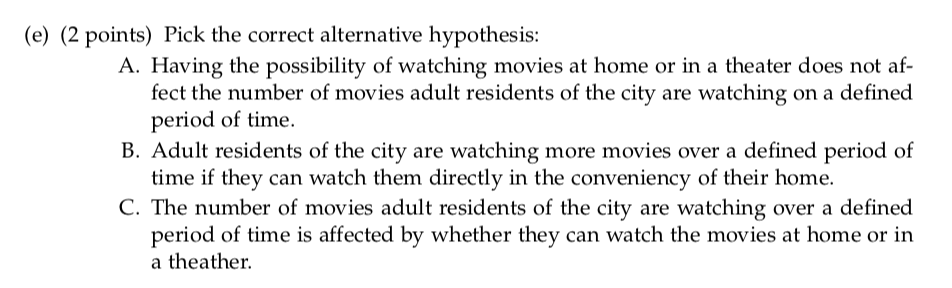 (e) (2 points) Pick the correct alternative hypothesis:
A. Having the possibility of watching movies at home or in a theater does not af-
fect the number of movies adult residents of the city are watching on a defined
period of time.
B. Adult residents of the city are watching more movies over a defined period of
time if they can watch them directly in the conveniency of their home.
C. The number of movies adult residents of the city are watching over a defined
period of time is affected by whether they can watch the movies at home or in
a theather.